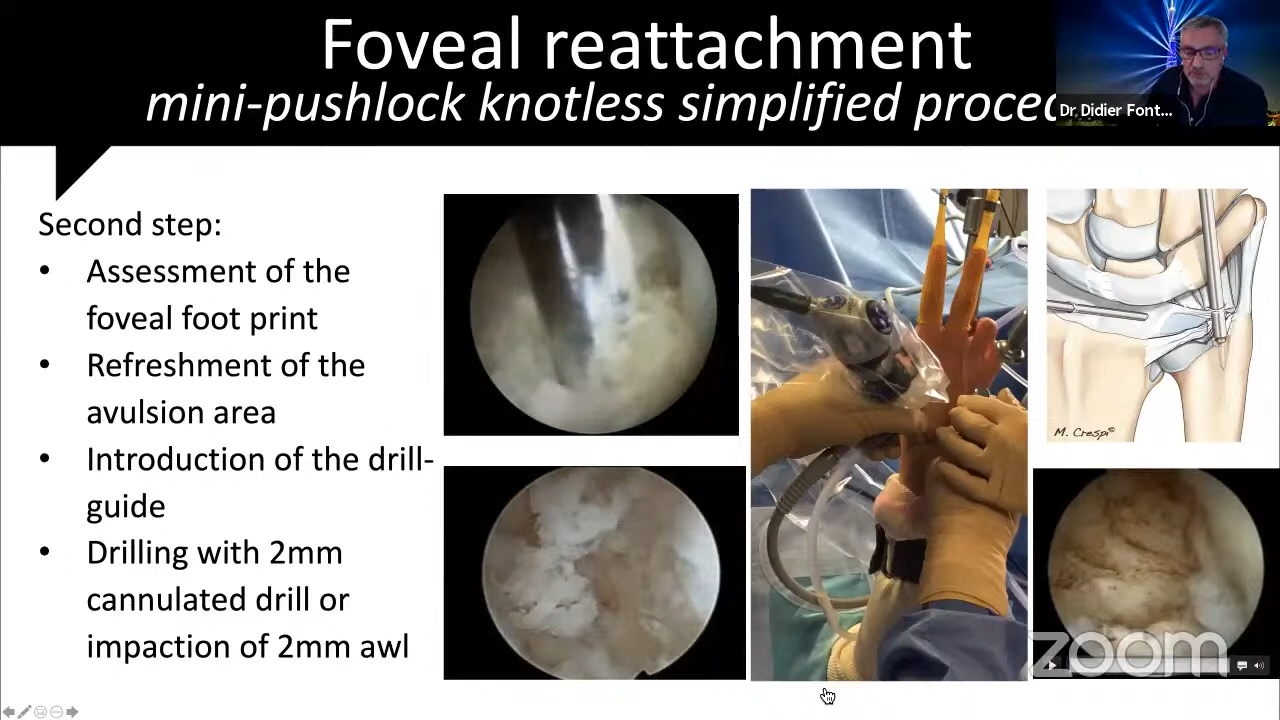 Foveal reattachment
mini-pushlock knotless simplified proced
Dr Didier Font...
Second step:
• Assessment of the
foveal foot print
• Refreshment of the
avulsion area
• Introduction of the drill-
guide
• Drilling with 2mm
cannulated drill or
impaction of 2mm awl
M. Crespi©
zoom